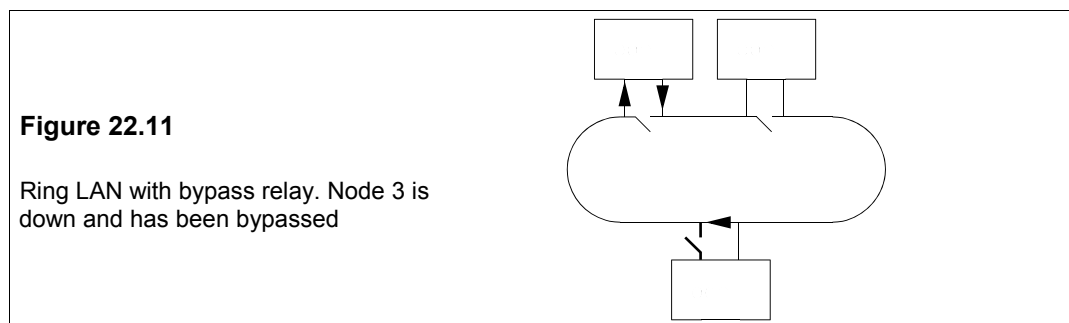 Figure 22.11
Ring LAN with bypass relay. Node 3 is
down and has been bypassed